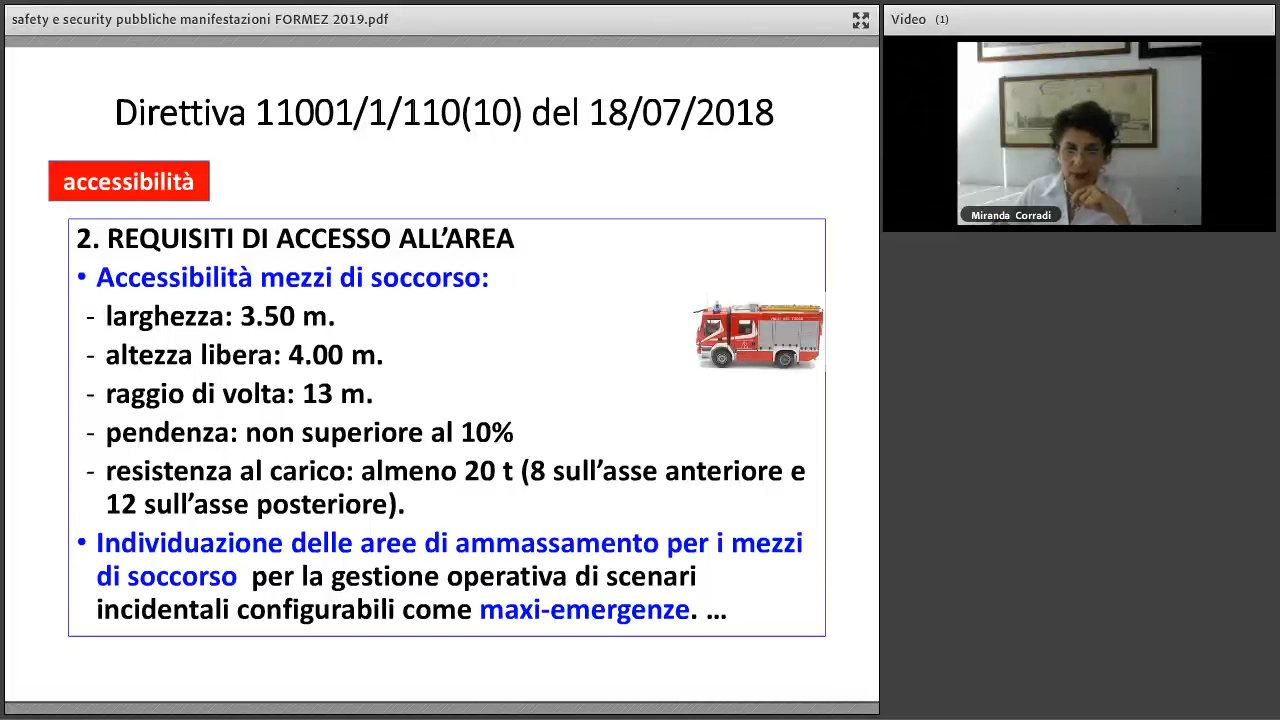 safety e security pubbliche manifestazioni FORMEZ 2019.pdf
Video (1)
Direttiva 11001/1/110(10) del 18/07/2018
accessibilità
2. REQUISITI DI ACCESSO ALL’AREA
• Accessibilità mezzi di soccorso:
- larghezza: 3.50 m.
- altezza libera: 4.00 m.
- raggio di volta: 13 m.
- pendenza: non superiore al 10%
- resistenza al carico: almeno 20 t (8 sull’asse anteriore e
12 sull’asse posteriore).
• Individuazione delle aree di ammassamento per i mezzi
di soccorso per la gestione operativa di scenari
incidentali configurabili come maxi-emergenze. …
Miranda Corradi